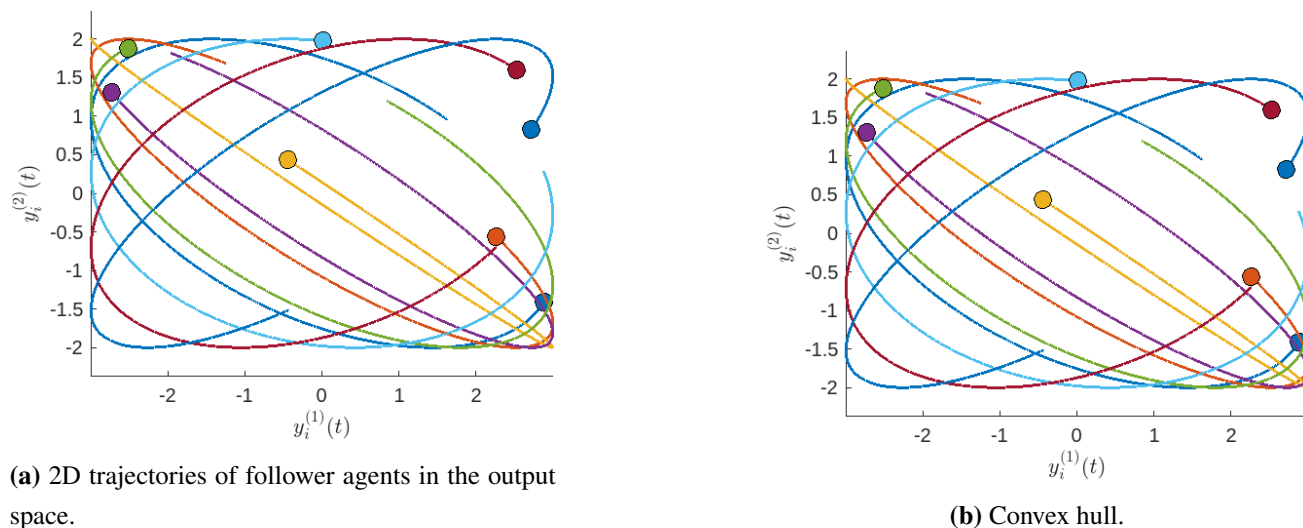 2
1.5
1
0.5
0
-0.5
-1
-1.5
-2
y_i^{(2)}(t)
-2 -1 0 1 2
y_i^{(1)}(t)
(a) 2D trajectories of follower agents in the output
space.
2
1.5
1
0.5
0
-0.5
-1
-1.5
-2
y_i^{(2)}(t)
-2 -1 0 1 2
y_i^{(1)}(t)
(b) Convex hull.